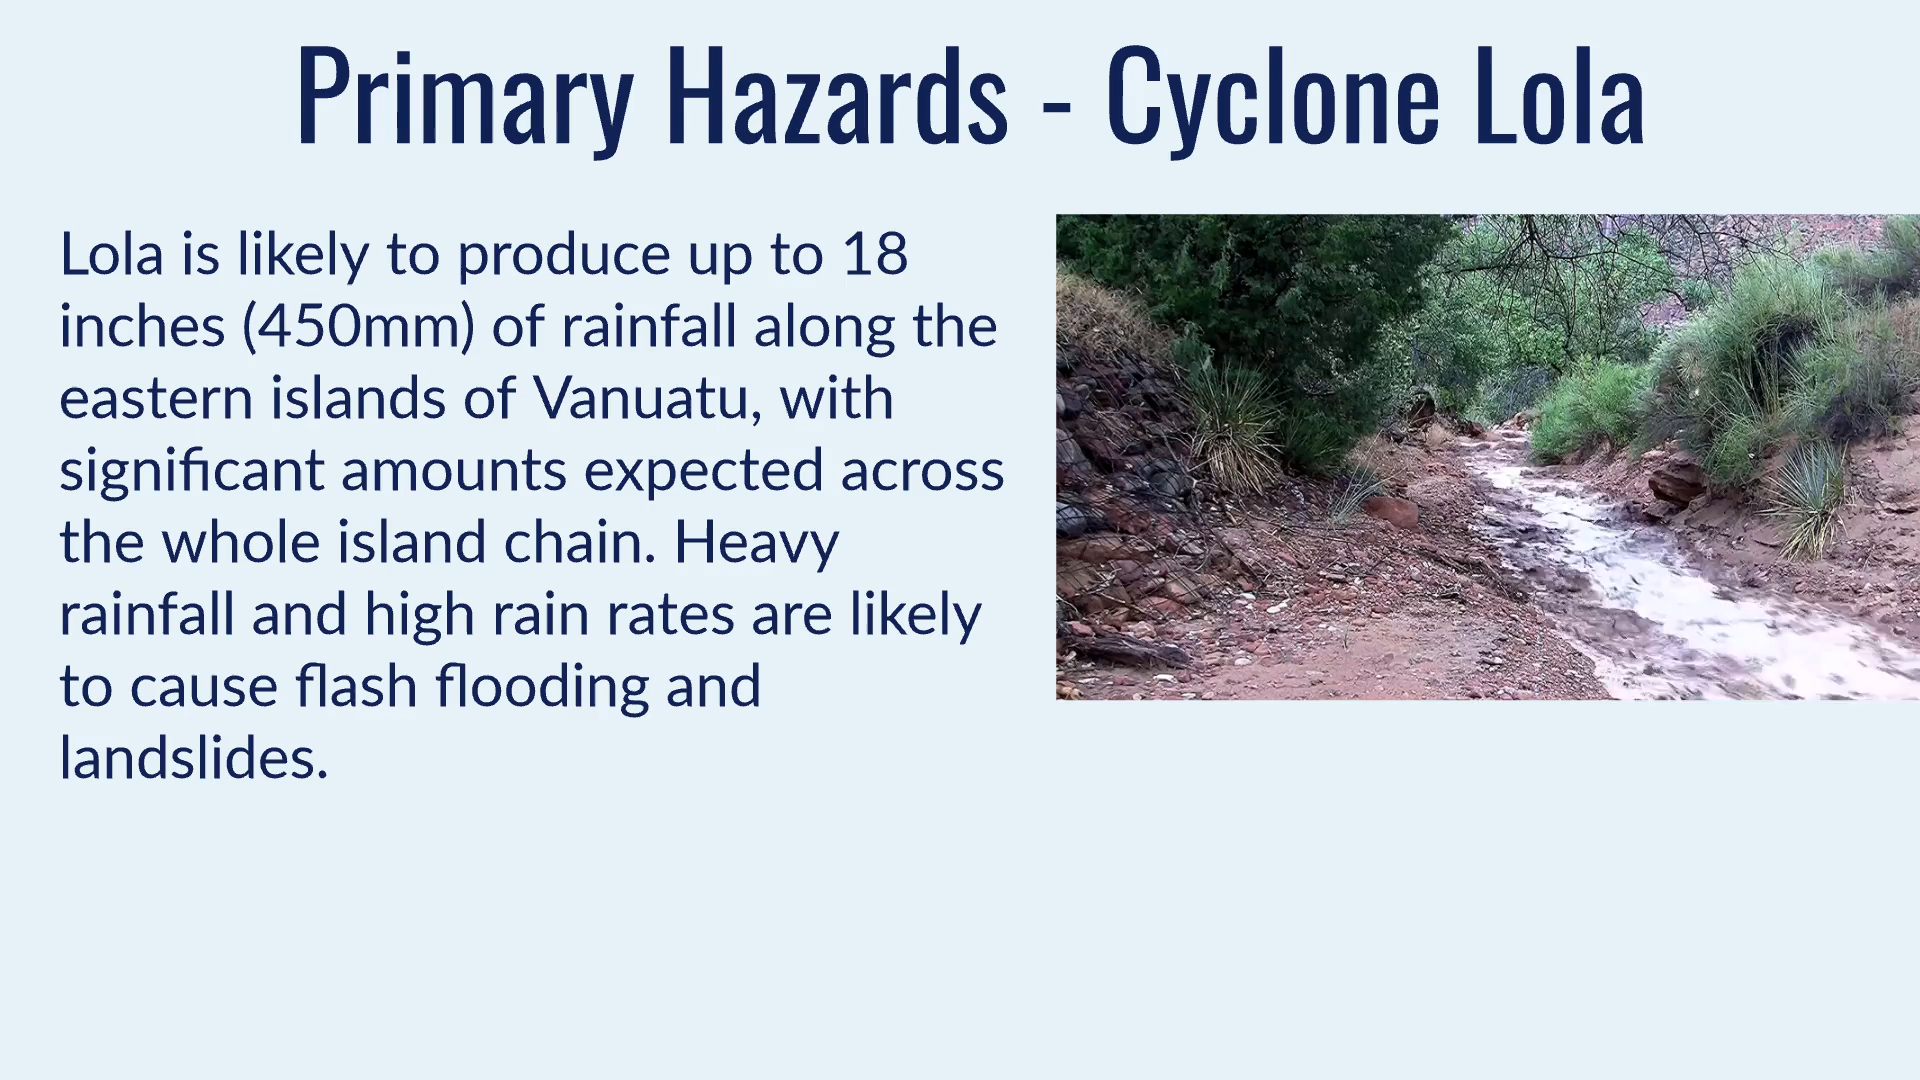 Primary Hazards - Cyclone Lola
Lola is likely to produce up to 18
inches (450mm) of rainfall along the
eastern islands of Vanuatu, with
significant amounts expected across
the whole island chain. Heavy
rainfall and high rain rates are likely
to cause flash flooding and
landslides.